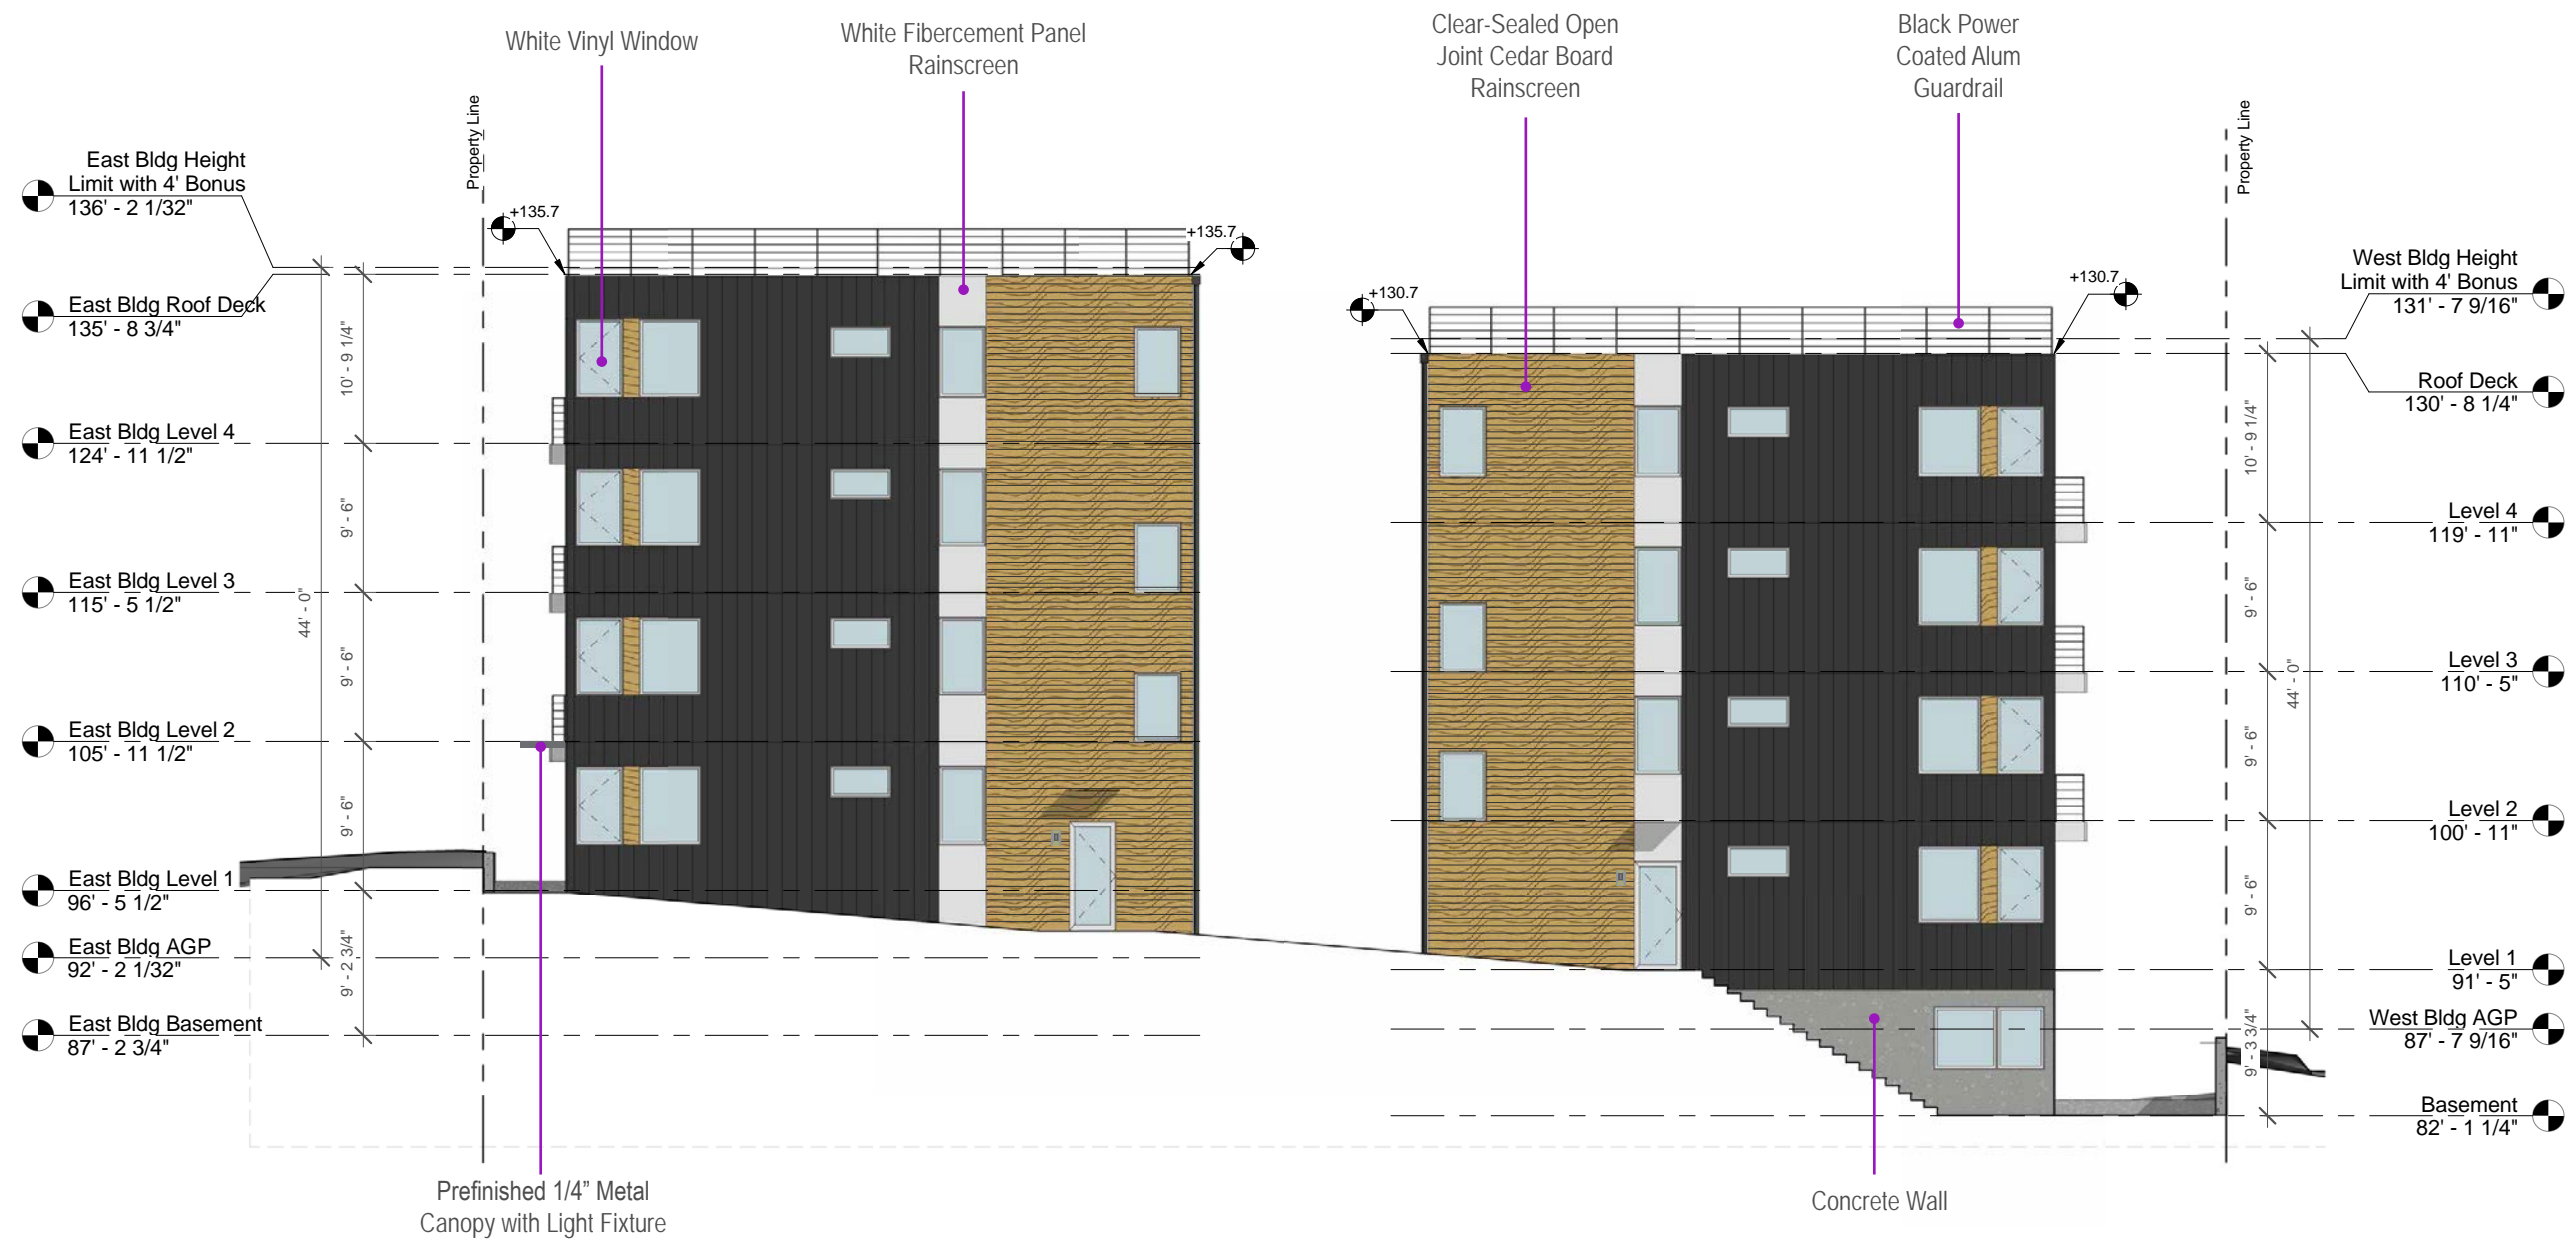 White Vinyl Window
White Fibercement Panel
Rainscreen
Clear-Sealed Open
Joint Cedar Board
Rainscreen
Black Power
Coated Alum
Guardrail
Property Line
Property Line
East Bldg Height
Limit with 4' Bonus
136' - 2 1/32"
East Bldg Roof Deck
135' - 8 3/4"
East Bldg Level 4
124' - 11 1/2"
East Bldg Level 3
115' - 5 1/2"
East Bldg Level 2
105' - 11 1/2"
East Bldg Level 1
96' - 5 1/2"
East Bldg AGP
92' - 2 1/32"
East Bldg Basement
87' - 2 3/4"
44' - 0"
10' - 9 1/4"
9' - 6"
9' - 6"
9' - 6"
9' - 2 3/4"
+135.7
+135.7
+130.7
+130.7
West Bldg Height
Limit with 4' Bonus
131' - 7 9/16"
Roof Deck
130' - 8 1/4"
Level 4
119' - 11"
Level 3
110' - 5"
Level 2
100' - 11"
Level 1
91' - 5"
West Bldg AGP
87' - 7 9/16"
Basement
82' - 1 1/4"
10' - 9 1/4"
9' - 6"
9' - 6"
9' - 6"
9' - 3 3/4"
44' - 0"
Prefinished 1/4” Metal
Canopy with Light Fixture
Concrete Wall